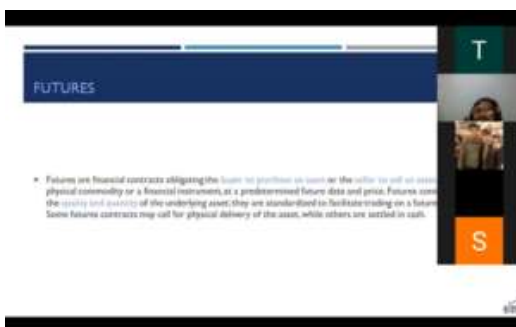 FUTURES
• Futures are financial contracts obligating the buyer to purchase an asset or the seller to sell an asset
physical commodity or a financial instrument, at a predetermined future date and price. Futures cont
the quality and quantity of the underlying asset; they are standardized to facilitate trading on a future
Some futures contracts may call for physical delivery of the asset, while others are settled in cash.
T
S